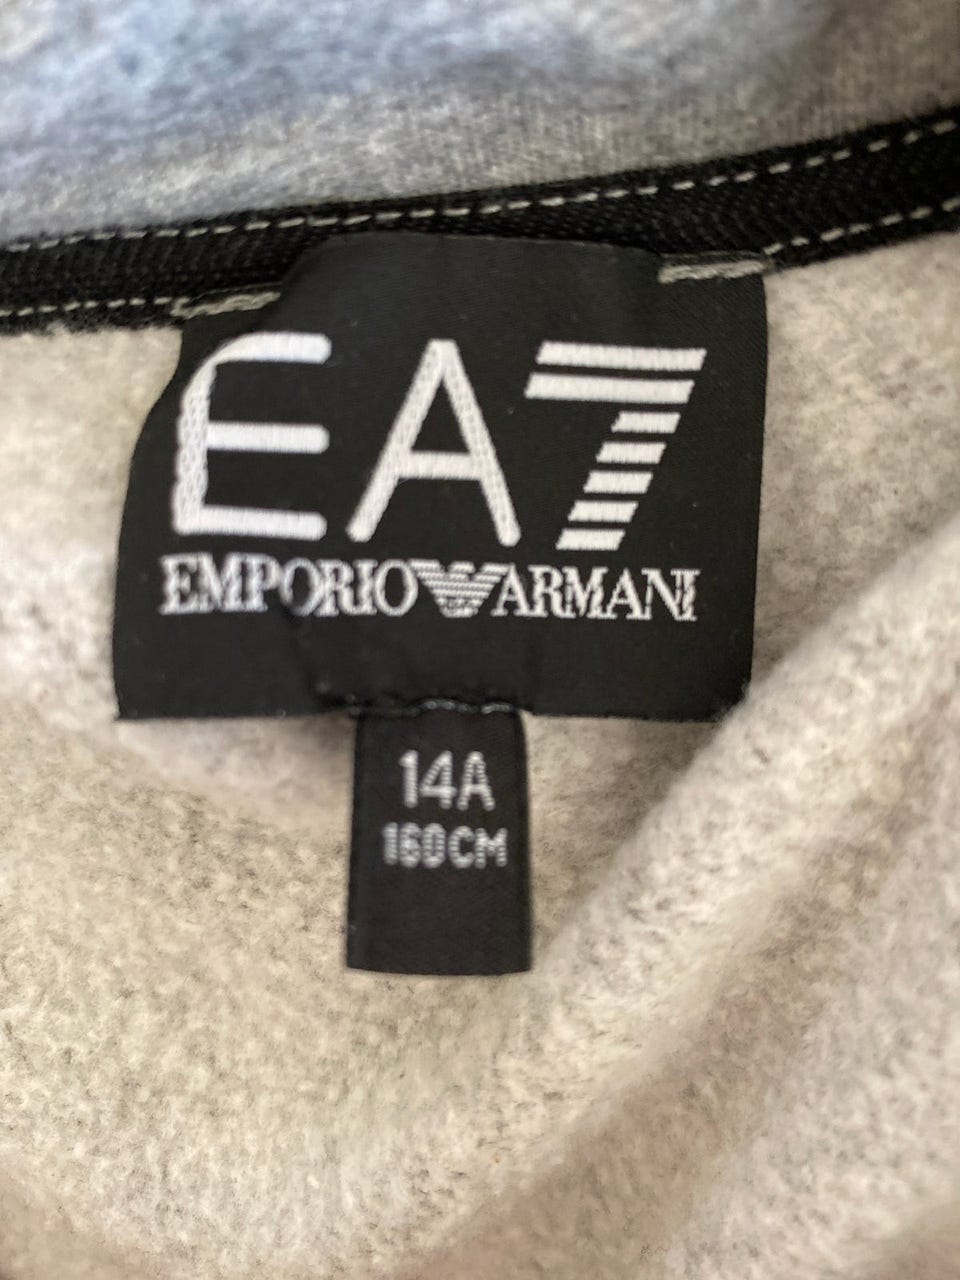 EA7
EMPORIO ARMANI
14A
160CM